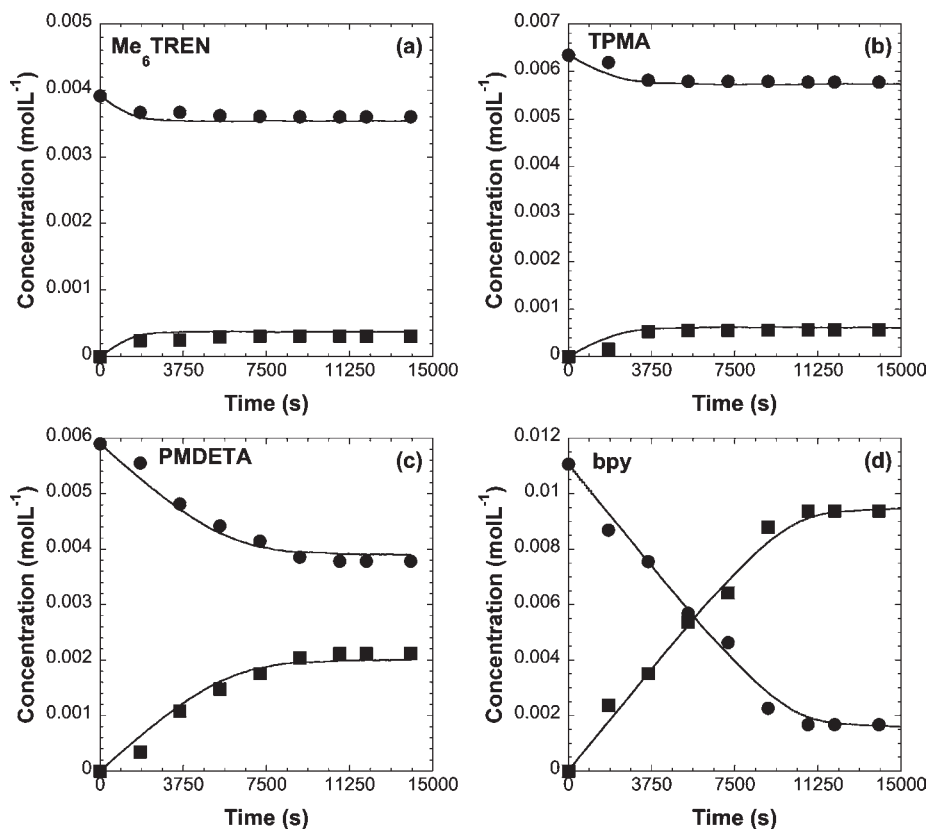 Me₆TREN (a)
Concentration (molL⁻¹)
0.005
0.004
0.003
0.002
0.001
0
0 3750 7500 11250 15000
Time (s)
TPMA (b)
Concentration (molL⁻¹)
0.007
0.006
0.005
0.004
0.003
0.002
0.001
0
0 3750 7500 11250 15000
Time (s)
PMDETA (c)
Concentration (molL⁻¹)
0.006
0.005
0.004
0.003
0.002
0.001
0
0 3750 7500 11250 15000
Time (s)
bpy (d)
Concentration (molL⁻¹)
0.012
0.01
0.008
0.006
0.004
0.002
0
0 3750 7500 11250 15000
Time (s)